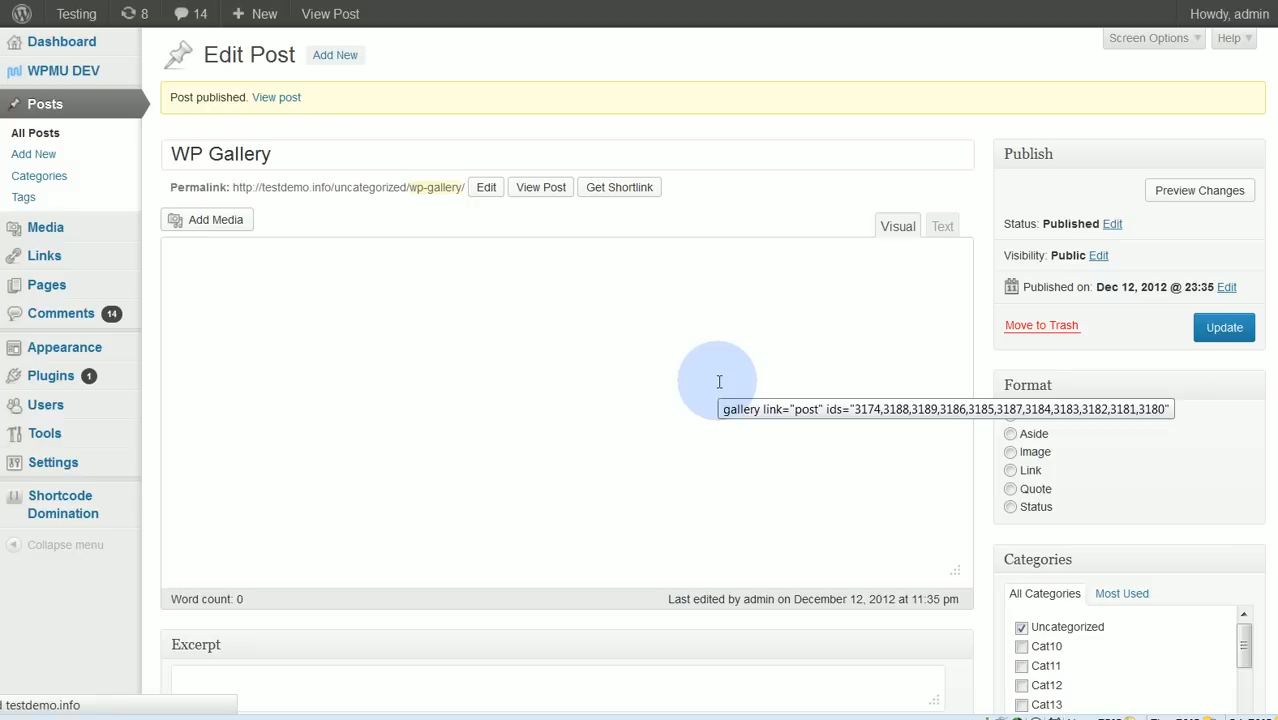 Testing 8 14 New View Post Howdy, admin
Dashboard
WPMU DEV
Posts
All Posts
Add New
Categories
Tags
Media
Links
Pages
Comments 14
Appearance
Plugins 1
Users
Tools
Settings
Shortcode
Domination
Collapse menu
Screen Options Help
Edit Post Add New
Post published. View post
WP Gallery
Permalink: http://testdemo.info/uncategorized/wp-gallery/ Edit View Post Get Shortlink
Add Media
Visual Text
gallery link="post" ids="3174,3188,3189,3186,3185,3187,3184,3183,3182,3181,3180"
Word count: 0 Last edited by admin on December 12, 2012 at 11:35 pm
Excerpt
Publish
Preview Changes
Status: Published Edit
Visibility: Public Edit
Published on: Dec 12, 2012 @ 23:35 Edit
Move to Trash Update
Format
Aside
Image
Link
Quote
Status
Categories
All Categories Most Used
Uncategorized
Cat10
Cat11
Cat12
Cat13
testdemo.info